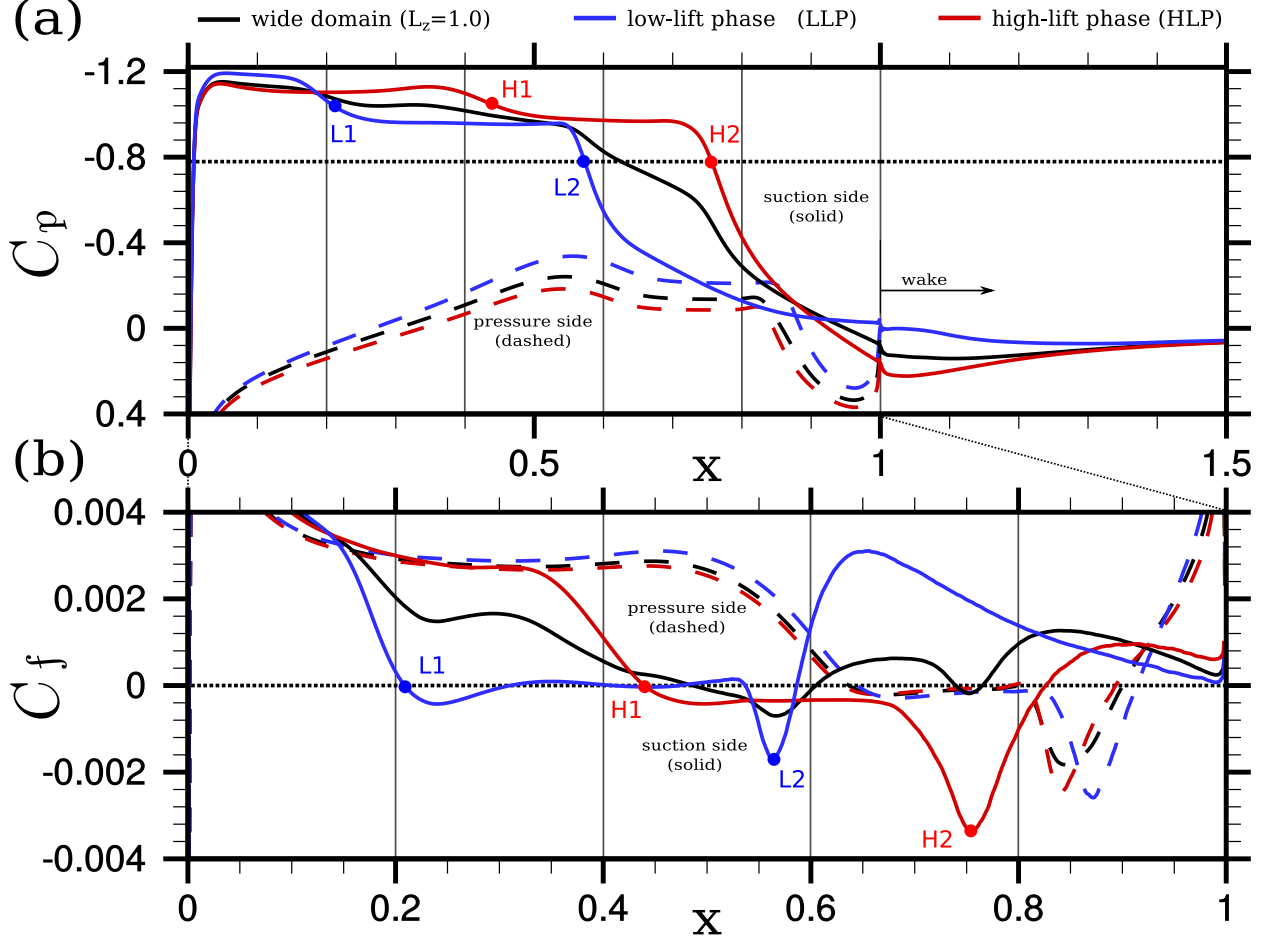 (a)
wide domain (Lz=1.0)
low-lift phase (LLP)
high-lift phase (HLP)
-1.2
-0.8
-0.4
0
0.4
Cp
H1
L1
H2
L2
suction side
(solid)
wake
pressure side
(dashed)
0
0.5
x
1
1.5
(b)
0.004
0.002
0
-0.002
-0.004
Cf
pressure side
(dashed)
L1
H1
suction side
(solid)
L2
H2
0
0.2
0.4
x
0.6
0.8
1